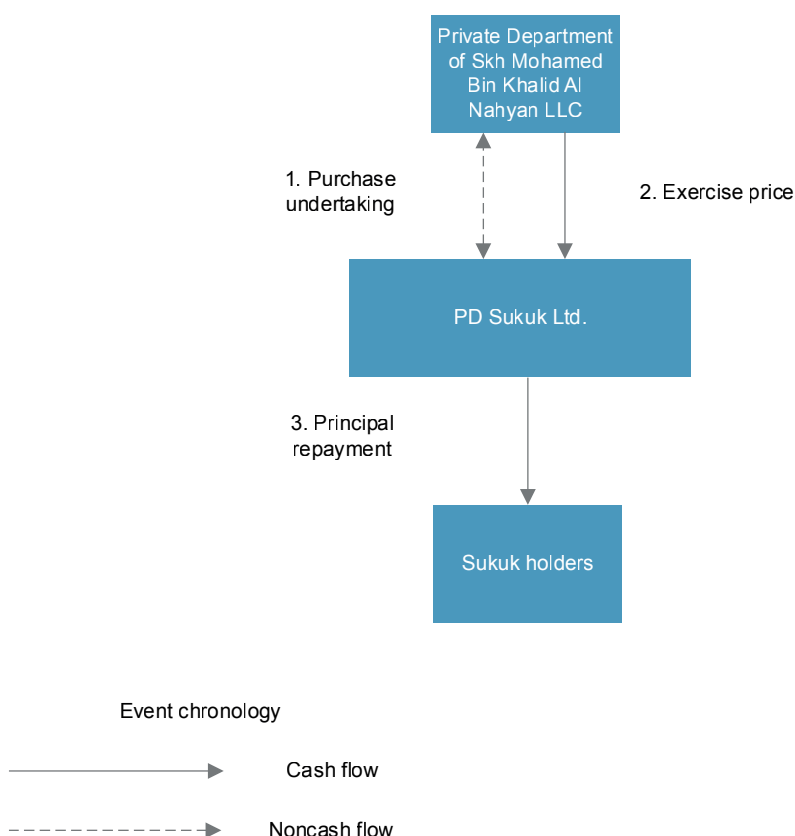 Private Department
of Skh Mohamed
Bin Khalid Al
Nahyan LLC
1. Purchase
undertaking
2. Exercise price
PD Sukuk Ltd.
3. Principal
repayment
Sukuk holders
Event chronology
Cash flow
Noncash flow